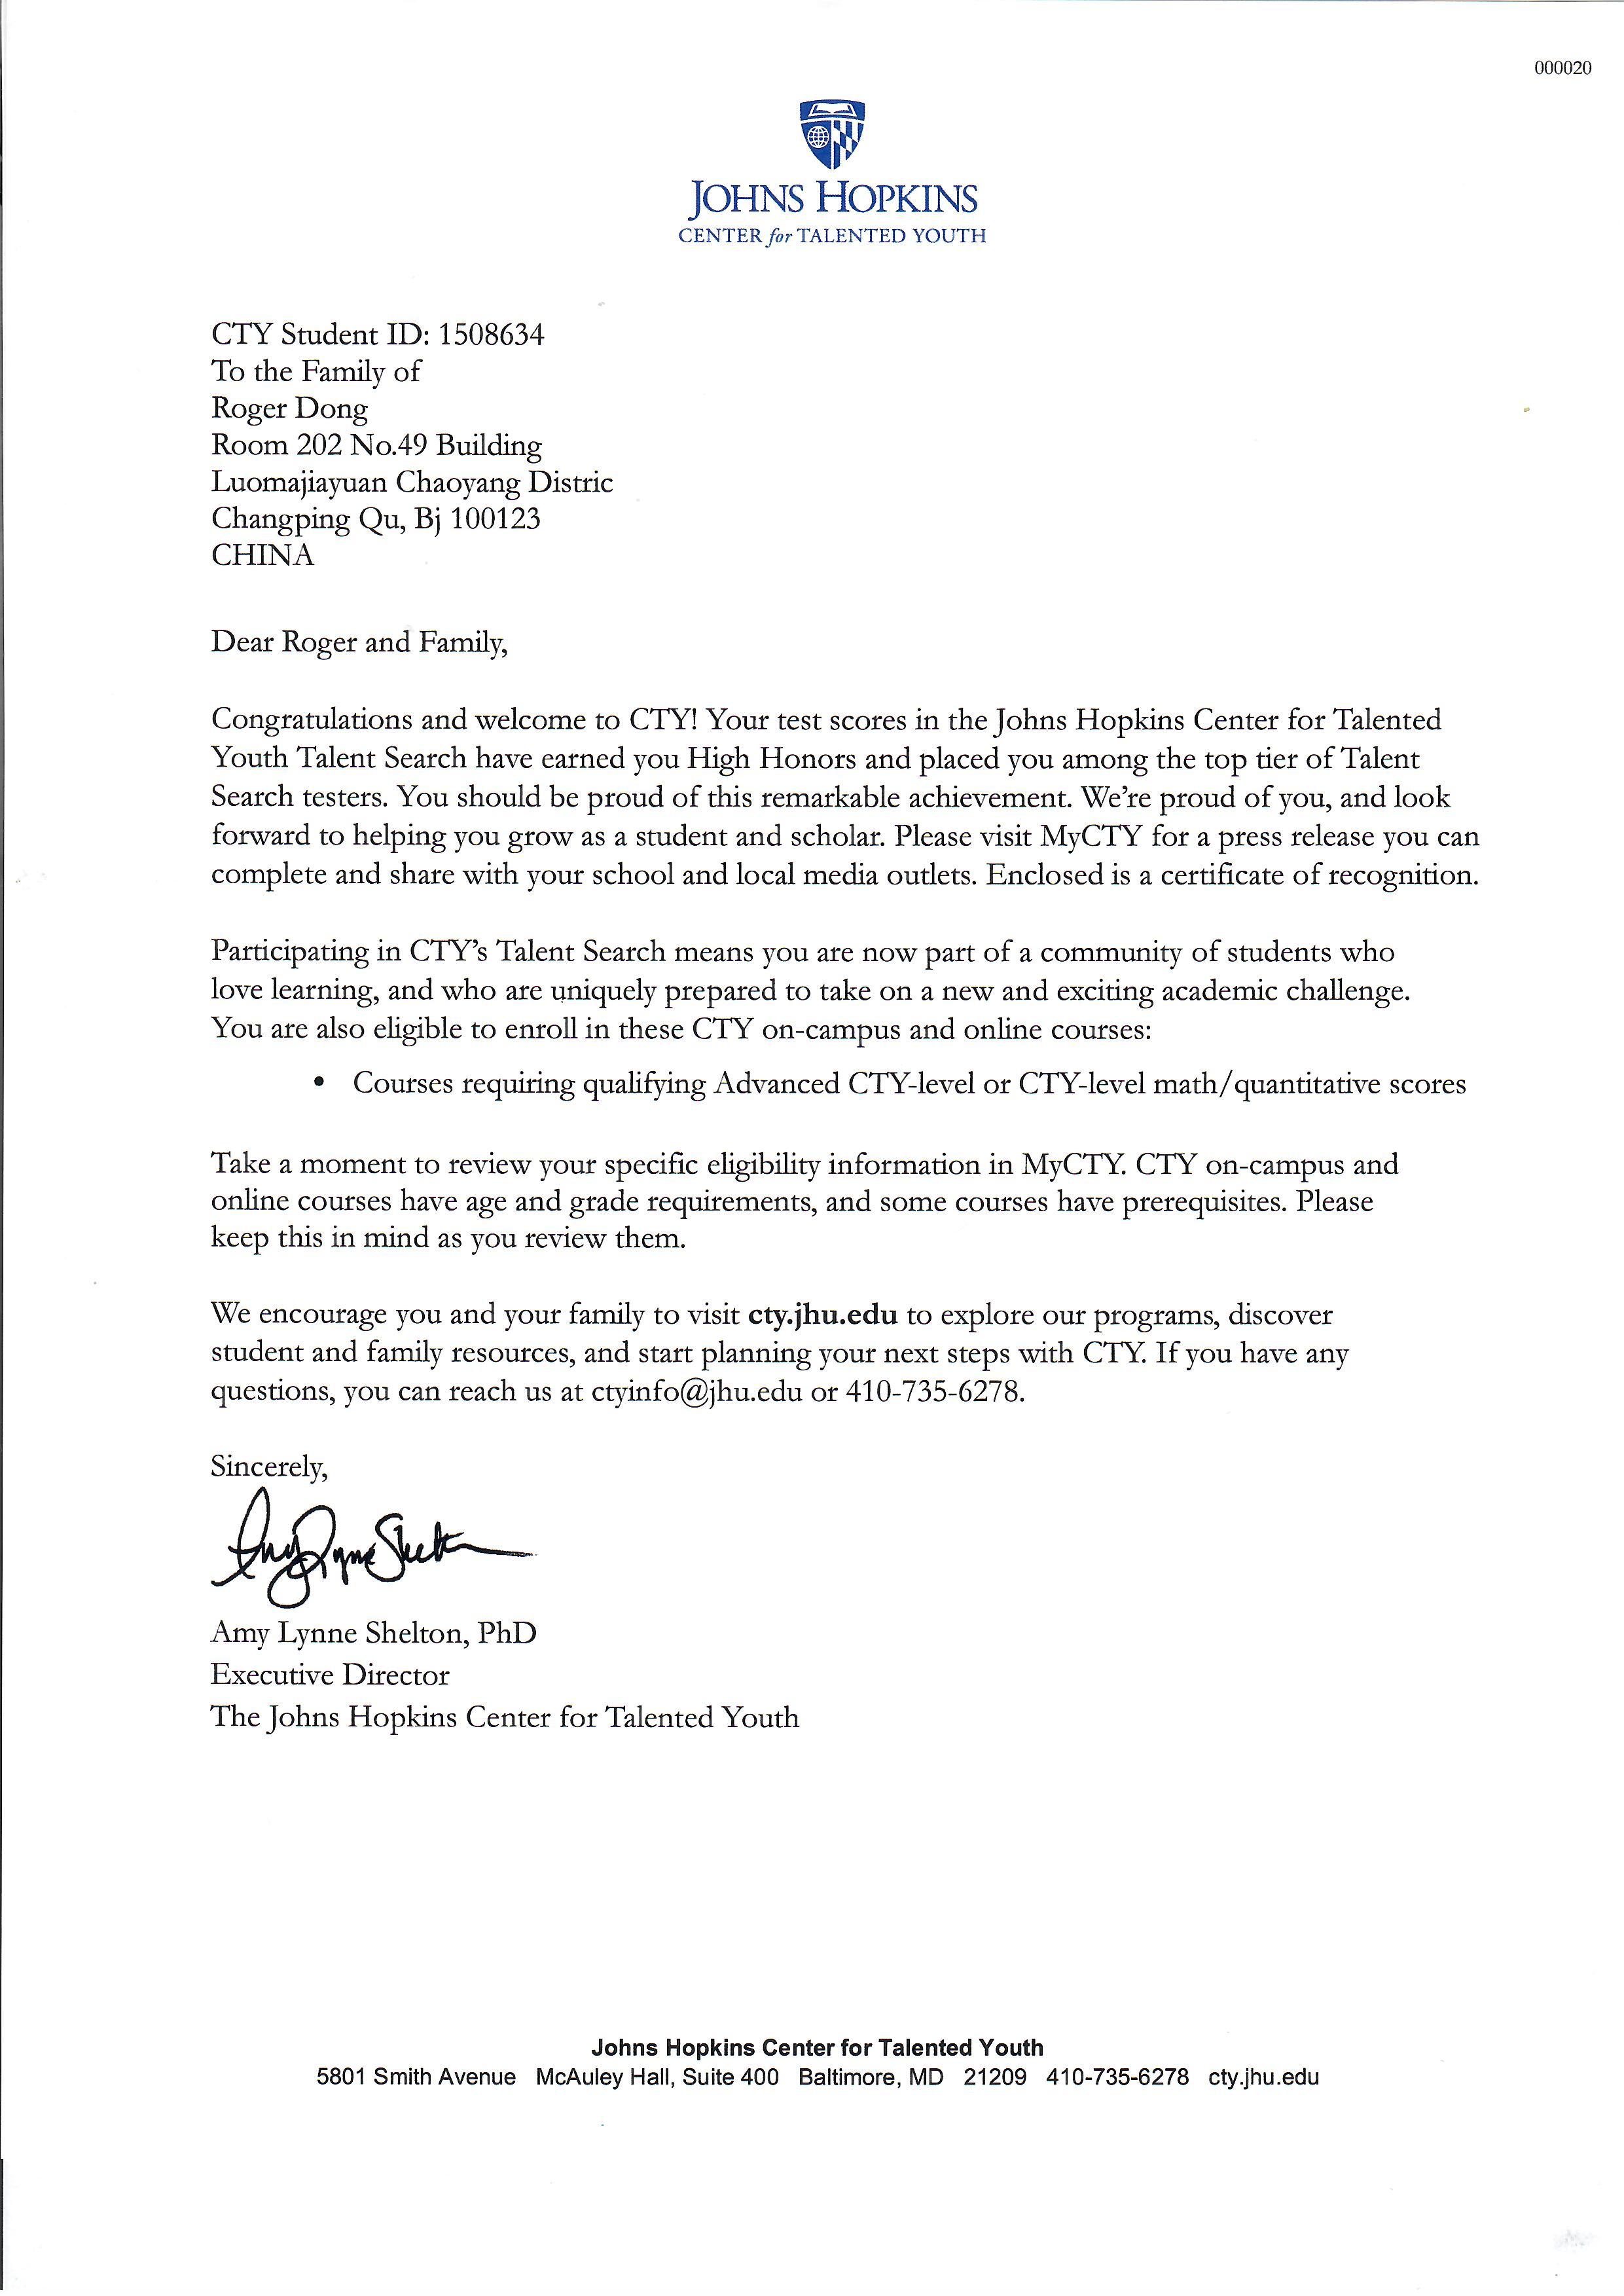 000020
JOHNS HOPKINS
CENTER for TALENTED YOUTH
CTY Student ID: 1508634
To the Family of
Roger Dong
Room 202 No.49 Building
Luomajiayuan Chaoyang Distric
Changping Qu, Bj 100123
CHINA
Dear Roger and Family,
Congratulations and welcome to CTY! Your test scores in the Johns Hopkins Center for Talented
Youth Talent Search have earned you High Honors and placed you among the top tier of Talent
Search testers. You should be proud of this remarkable achievement. We're proud of you, and look
forward to helping you grow as a student and scholar. Please visit MyCTY for a press release you can
complete and share with your school and local media outlets. Enclosed is a certificate of recognition.
Participating in CTY's Talent Search means you are now part of a community of students who
love learning, and who are uniquely prepared to take on a new and exciting academic challenge.
You are also eligible to enroll in these CTY on-campus and online courses:
• Courses requiring qualifying Advanced CTY-level or CTY-level math/quantitative scores
Take a moment to review your specific eligibility information in MyCTY. CTY on-campus and
online courses have age and grade requirements, and some courses have prerequisites. Please
keep this in mind as you review them.
We encourage you and your family to visit cty.jhu.edu to explore our programs, discover
student and family resources, and start planning your next steps with CTY. If you have any
questions, you can reach us at ctyinfo@jhu.edu or 410-735-6278.
Sincerely,
Amy Lynne Shelton
Amy Lynne Shelton, PhD
Executive Director
The Johns Hopkins Center for Talented Youth
Johns Hopkins Center for Talented Youth
5801 Smith Avenue McAuley Hall, Suite 400 Baltimore, MD 21209 410-735-6278 cty.jhu.edu